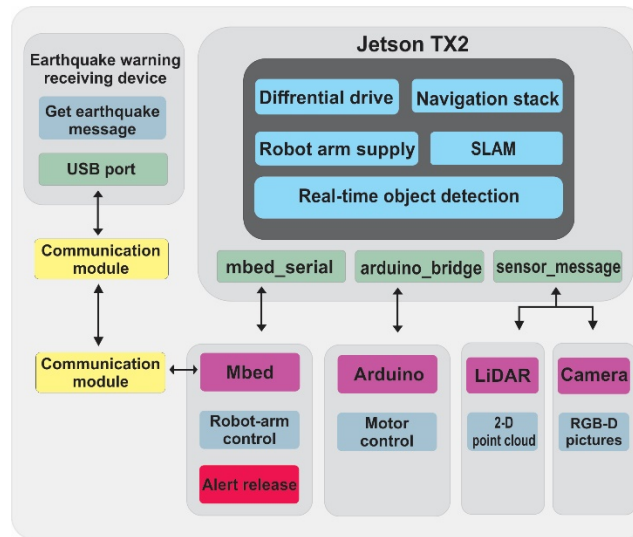 Earthquake warning
receiving device
Get earthquake
message
USB port
Communication
module
Communication
module
Jetson TX2
Diffrential drive
Navigation stack
Robot arm supply
SLAM
Real-time object detection
mbed_serial
arduino_bridge
sensor_message
Mbed
Robot-arm
control
Alert release
Arduino
Motor
control
LiDAR
2-D
point cloud
Camera
RGB-D
pictures